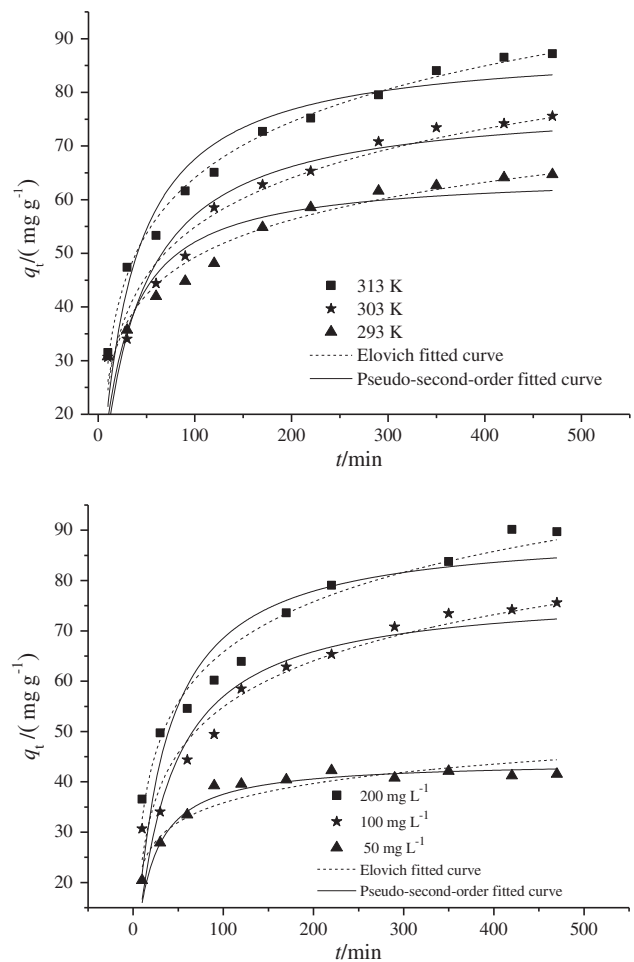 90
80
70
60
50
40
30
20
qt/( mg g-1)
313 K
303 K
293 K
Elovich fitted curve
Pseudo-second-order fitted curve
0 100 200 300 400 500
t/min
90
80
70
60
50
40
30
20
qt /( mg g-1)
200 mg L-1
100 mg L-1
50 mg L-1
Elovich fitted curve
Pseudo-second-order fitted curve
0 100 200 300 400 500
t/min